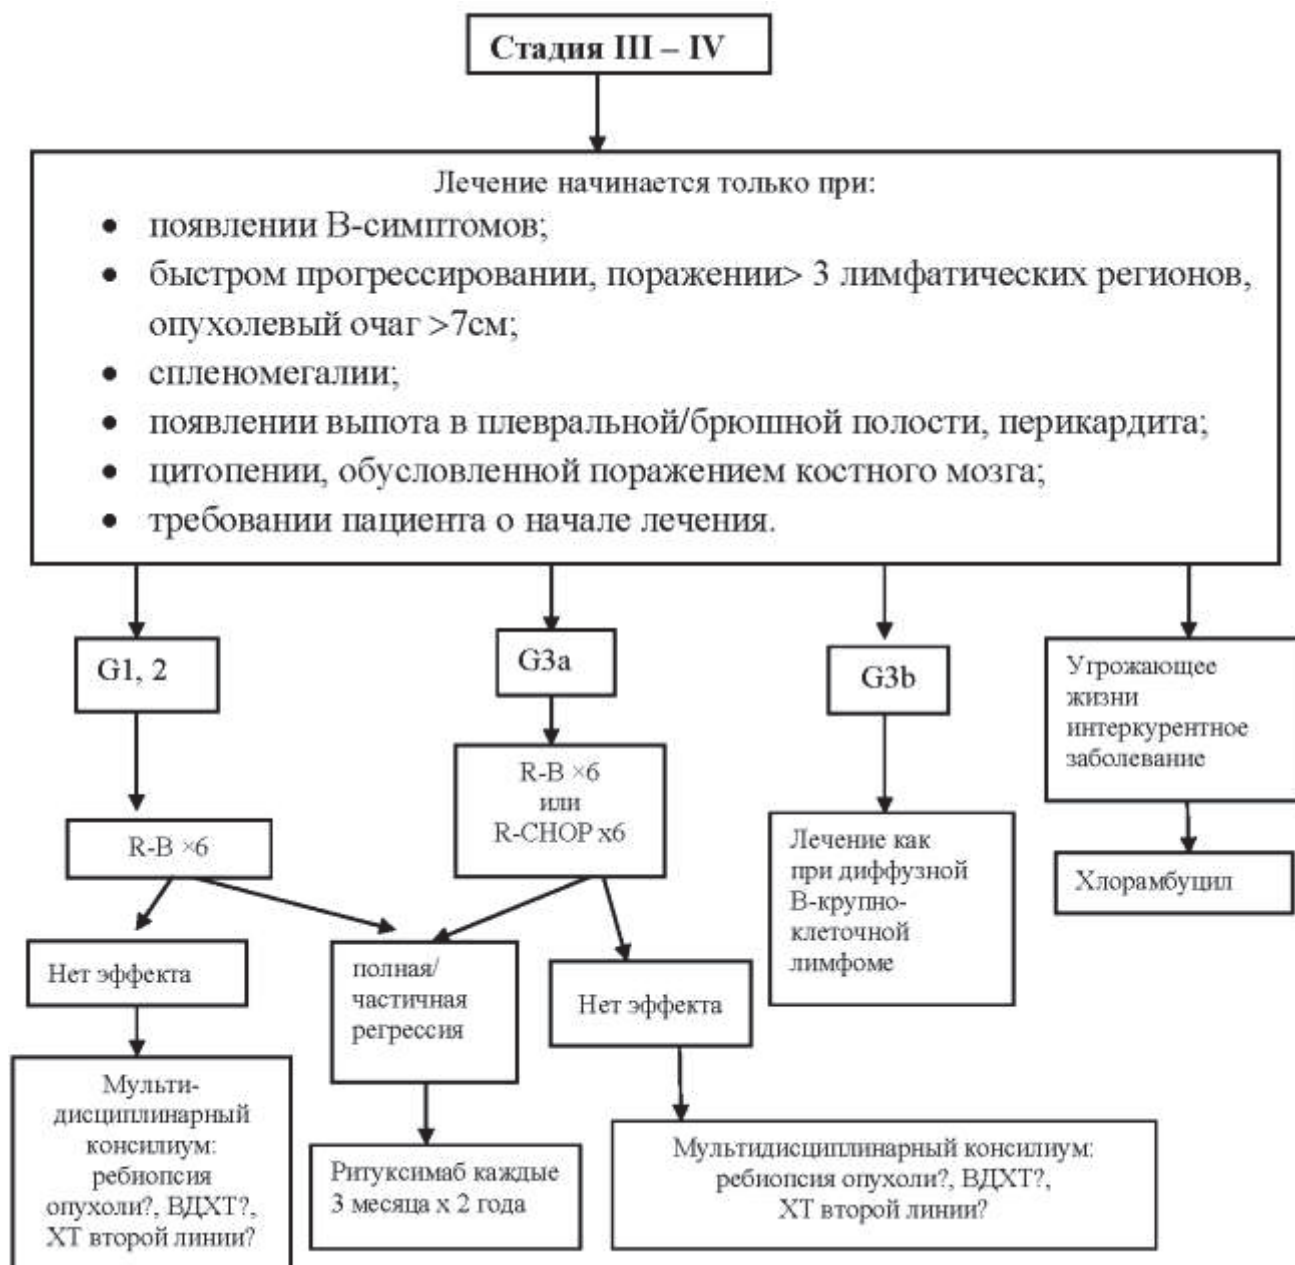 Стадия III – IV
Лечение начинается только при:
• появлении В-симптомов;
• быстром прогрессировании, поражении> 3 лимфатических регионов,
опухолевый очаг >7см;
• спленомегалии;
• появлении выпота в плевральной/брюшной полости, перикардита;
• цитопении, обусловленной поражением костного мозга;
• требовании пациента о начале лечения.
G1, 2
G3a
G3b
Угрожающее
жизни
интеркурентное
заболевание
R-B ×6
R-B ×6
или
R-CHOP x6
Лечение как
при диффузной
В-крупно-
клеточной
лимфоме
Хлорамбуцил
Нет эффекта
полная/
частичная
регрессия
Нет эффекта
Мульти-
дисциплинарный
консилиум:
ребиопсия
опухоли?, ВДХТ?,
ХТ второй линии?
Ритуксимаб каждые
3 месяца х 2 года
Мультидисциплинарный консилиум:
ребиопсия опухоли?, ВДХТ?,
ХТ второй линии?